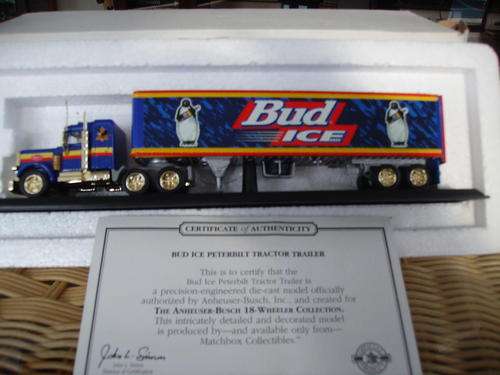 Bud
ICE
CERTIFICATE of AUTHENTICITY
BUD ICE PETERBILT TRACTOR TRAILER
This is to certify that the
Bud Ice Peterbilt Tractor Trailer is
a precision-engineered die-cast model officially
authorized by Anheuser-Busch, Inc., and created for
THE ANHEUSER-BUSCH 18-WHEELER COLLECTION.
This intricately detailed and decorated model
is produced by—and available only from—
Matchbox Collectibles.™